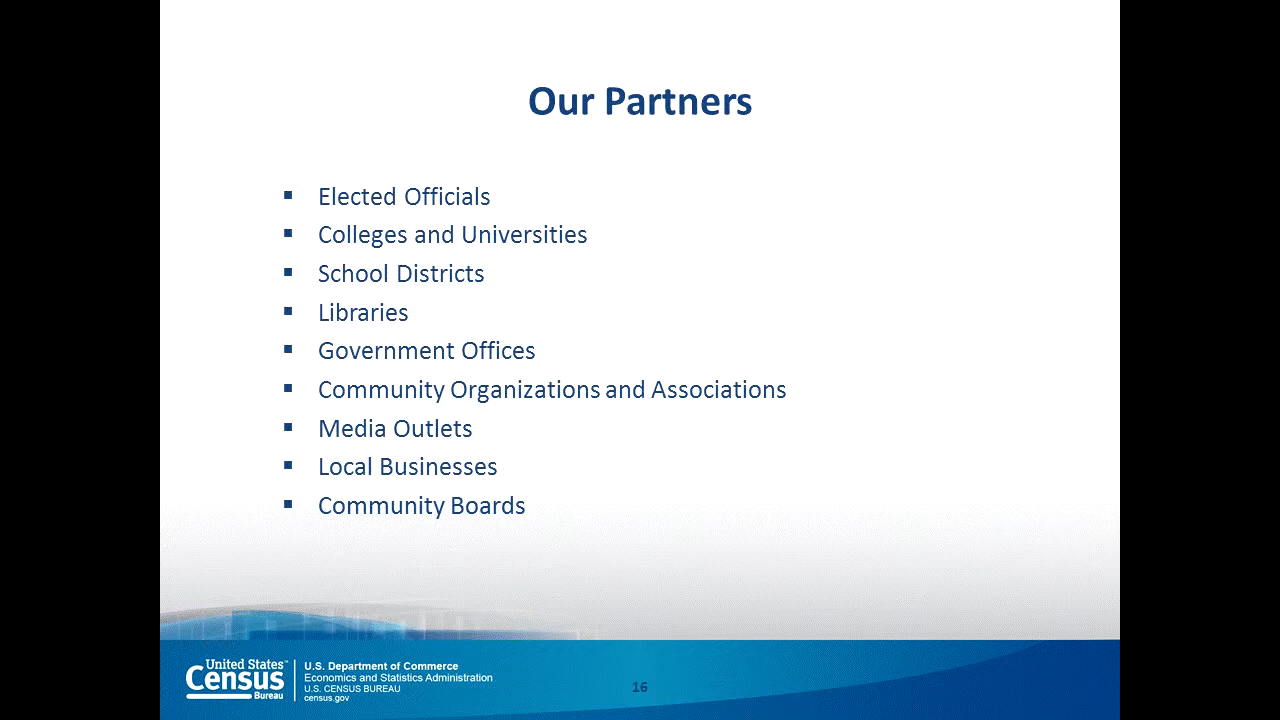 Our Partners
▪ Elected Officials
▪ Colleges and Universities
▪ School Districts
▪ Libraries
▪ Government Offices
▪ Community Organizations and Associations
▪ Media Outlets
▪ Local Businesses
▪ Community Boards
United States™
Census
Bureau
U.S. Department of Commerce
Economics and Statistics Administration
U.S. CENSUS BUREAU
census.gov
16